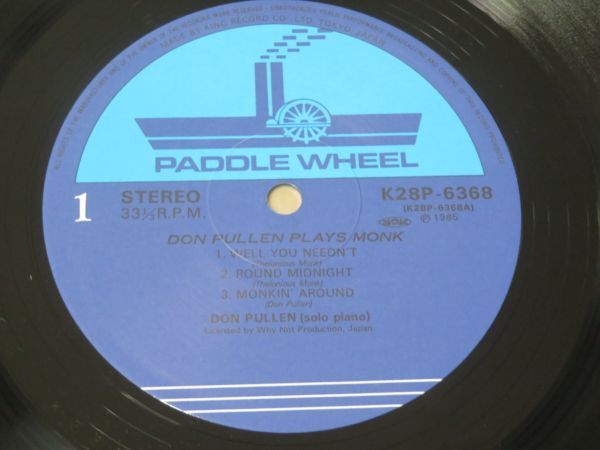 MADE BY KING RECORD CO., LTD. TOKYO, JAPAN
PADDLE WHEEL
1
STEREO
33⅓ R.P.M.
K28P-6368
(K28P-6368A)
Ⓟ 1985
DON PULLEN PLAYS MONK
1. WELL YOU NEEDN'T
(Thelonious Monk)
2. ROUND MIDNIGHT
(Thelonious Monk)
3. MONKIN' AROUND
(Don Pullen)
DON PULLEN (solo piano)
Licensed by Why Not Production, Japan